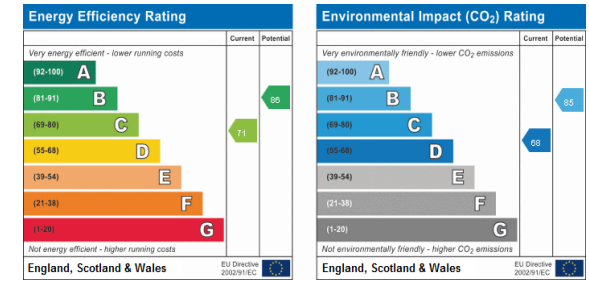 Energy Efficiency Rating
Current Potential
Very energy efficient - lower running costs
(92-100) A
(81-91) B
86
(69-80) C
71
(55-68) D
(39-54) E
(21-38) F
(1-20) G
Not energy efficient - higher running costs
England, Scotland & Wales
EU Directive
2002/91/EC
Environmental Impact (CO2) Rating
Current Potential
Very environmentally friendly - lower CO2 emissions
(92-100) A
(81-91) B
85
(69-80) C
(55-68) D
68
(39-54) E
(21-38) F
(1-20) G
Not environmentally friendly - higher CO2 emissions
England, Scotland & Wales
EU Directive
2002/91/EC